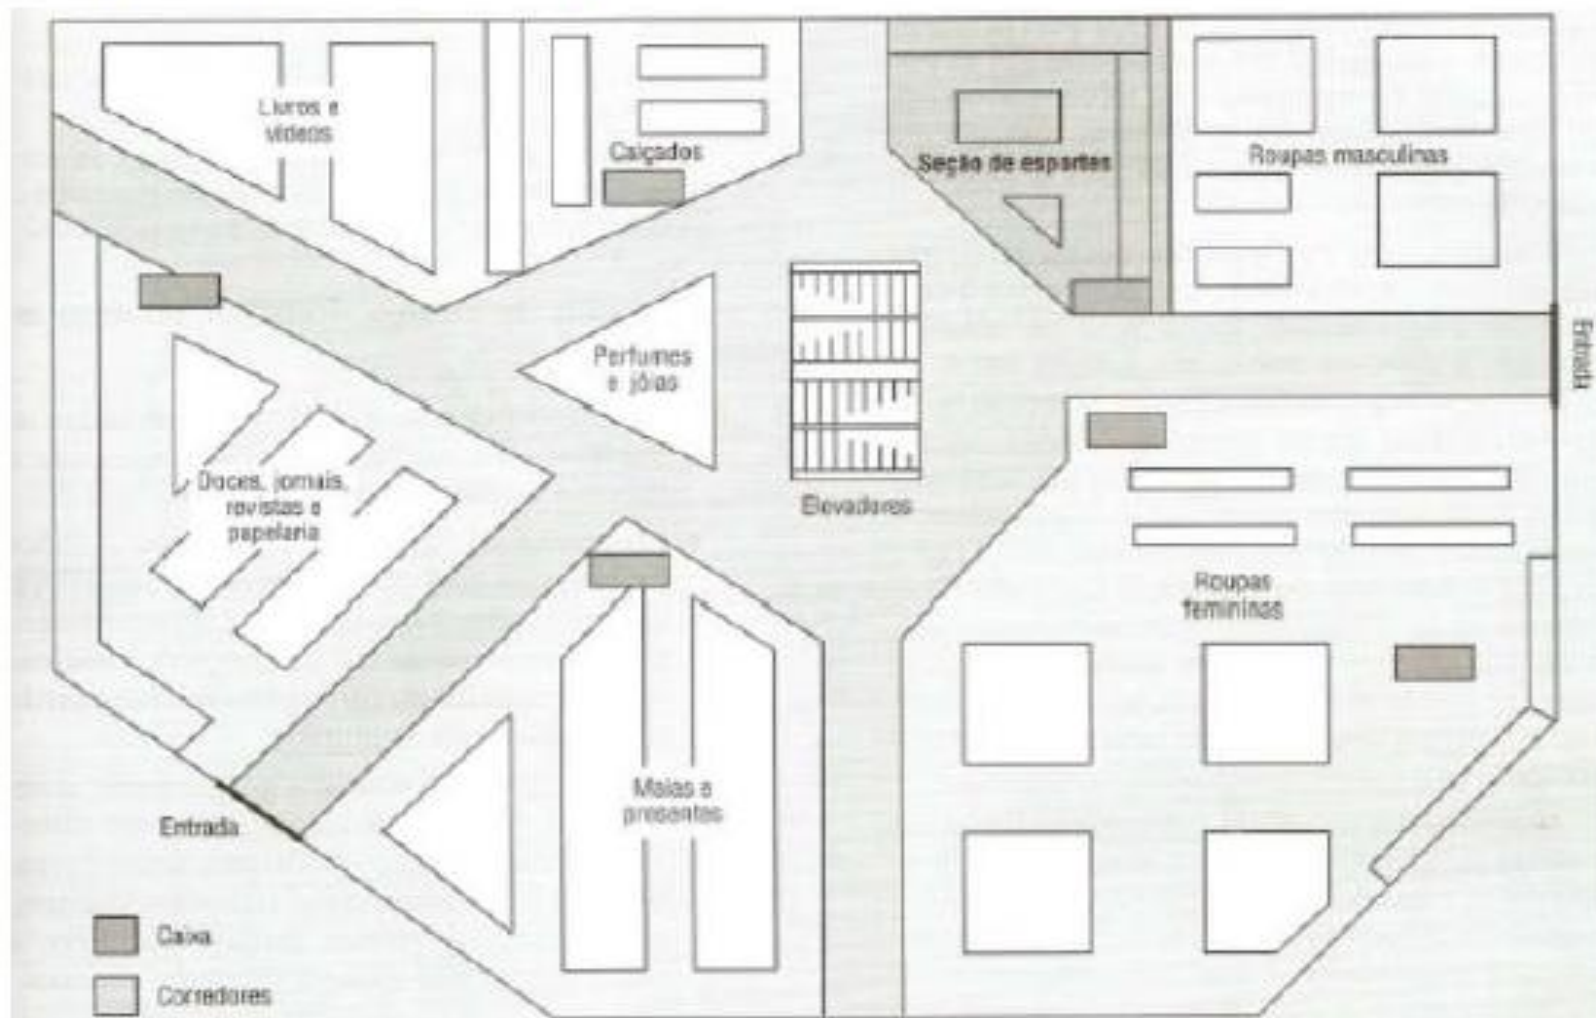 Livros e
vídeos
Calçados
Seção de esportes
Roupas masculinas
Entrada
Perfumes
e jóias
Elevadores
Doces, jornais,
revistas e
papelaria
Roupas
femininas
Meias e
presentes
Entrada
Caixa
Corredores